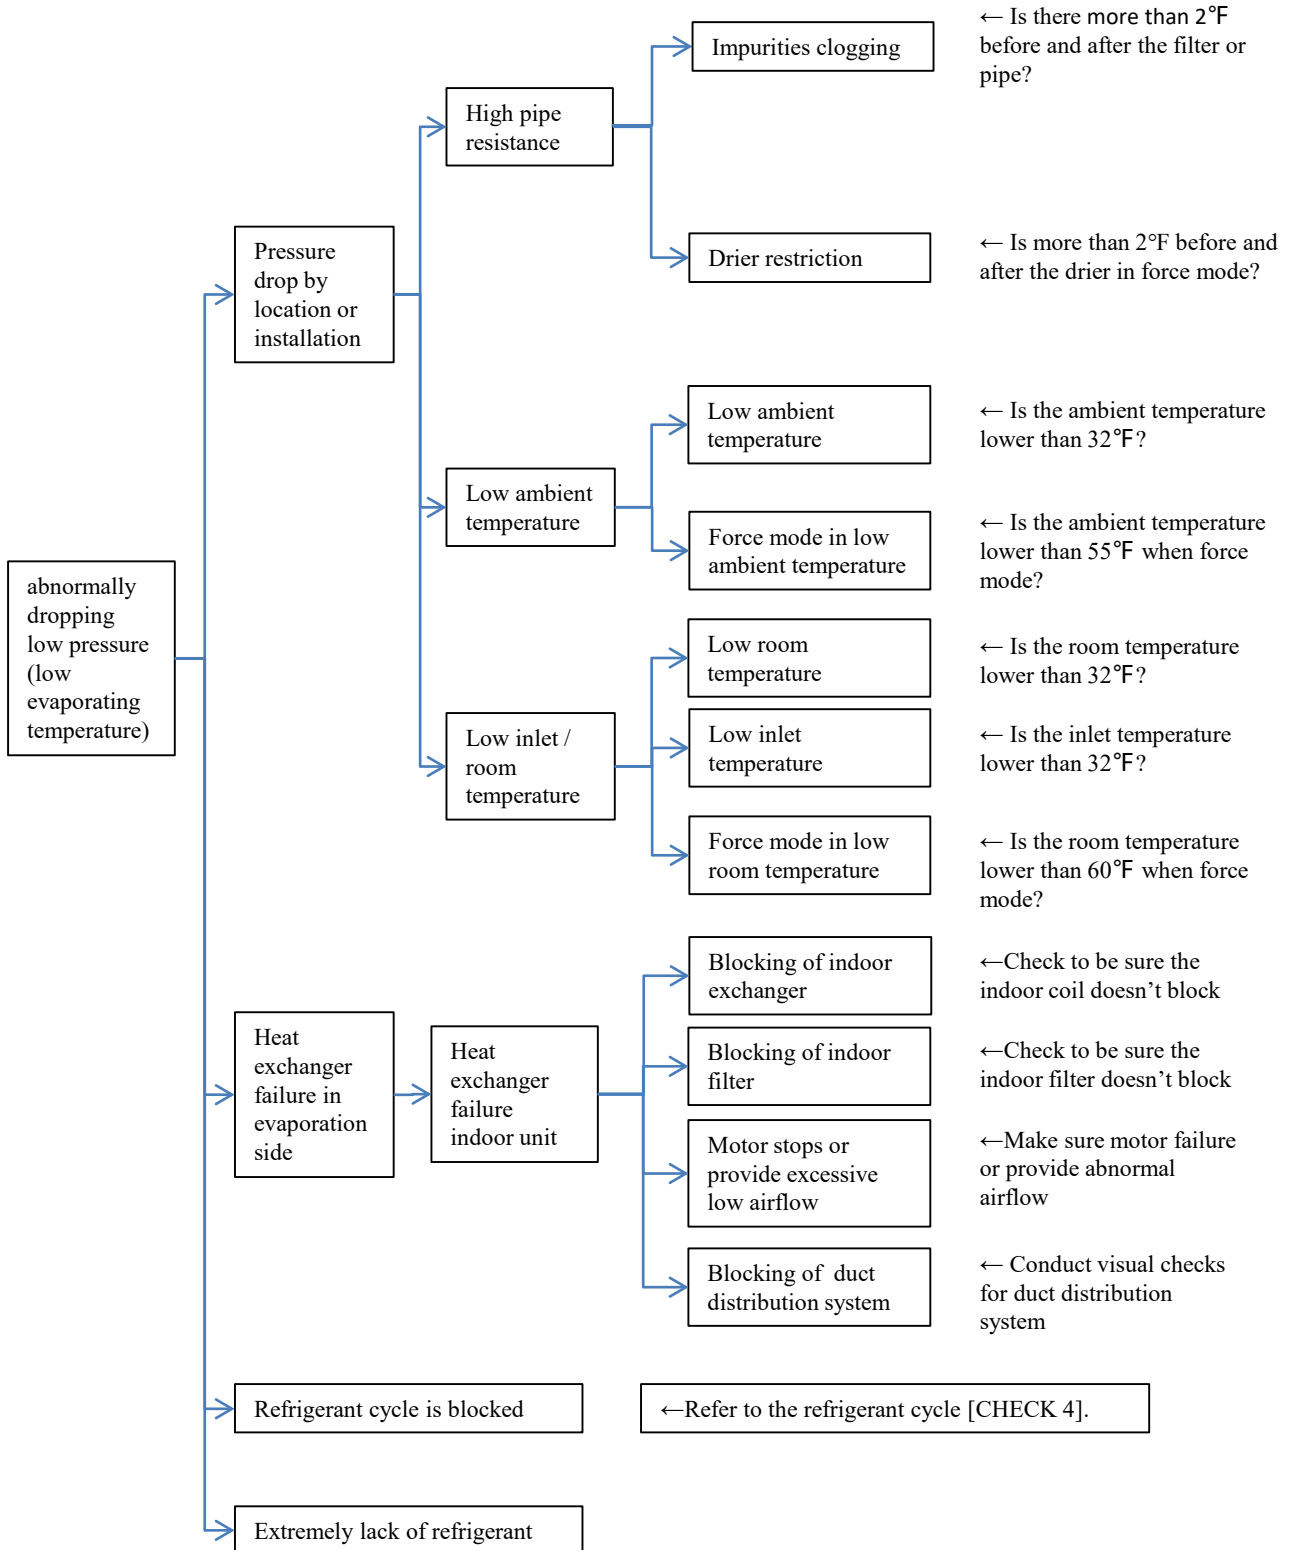 Impurities clogging
← Is there more than 2°F
before and after the filter or
pipe?
High pipe
resistance
Drier restriction
← Is more than 2°F before and
after the drier in force mode?
Pressure
drop by
location or
installation
Low ambient
temperature
← Is the ambient temperature
lower than 32°F?
Low ambient
temperature
Force mode in low
ambient temperature
← Is the ambient temperature
lower than 55°F when force
mode?
abnormally
dropping
low pressure
(low
evaporating
temperature)
Low room
temperature
← Is the room temperature
lower than 32°F?
Low inlet /
room
temperature
Low inlet
temperature
← Is the inlet temperature
lower than 32°F?
Force mode in low
room temperature
← Is the room temperature
lower than 60°F when force
mode?
Blocking of indoor
exchanger
←Check to be sure the
indoor coil doesn’t block
Heat
exchanger
failure in
evaporation
side
Heat
exchanger
failure
indoor unit
Blocking of indoor
filter
←Check to be sure the
indoor filter doesn’t block
Motor stops or
provide excessive
low airflow
←Make sure motor failure
or provide abnormal
airflow
Blocking of duct
distribution system
← Conduct visual checks
for duct distribution
system
Refrigerant cycle is blocked
←Refer to the refrigerant cycle [CHECK 4].
Extremely lack of refrigerant